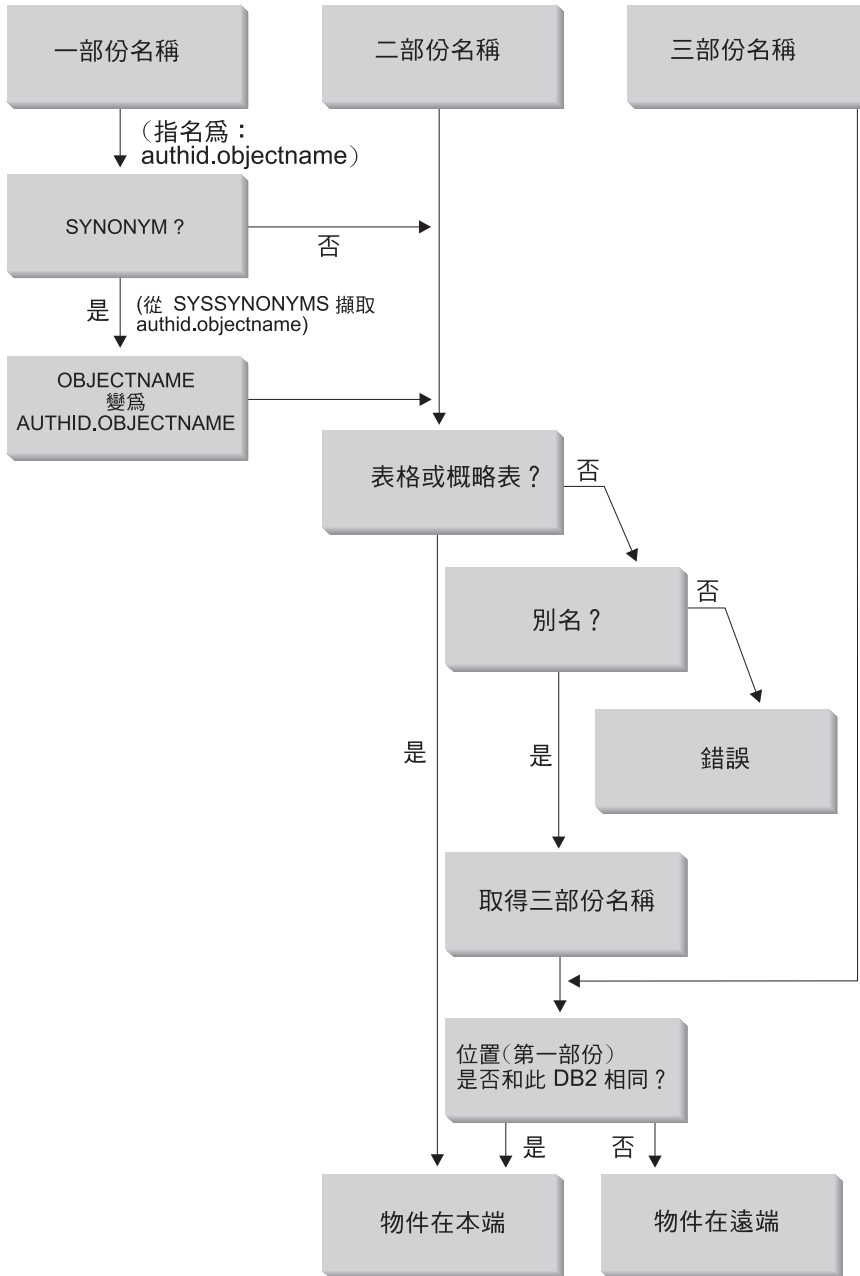 一部份名稱
二部份名稱
三部份名稱
（指名爲：
authid.objectname）
SYNONYM？
否
是
(從 SYSSYNONYMS 擷取
authid.objectname)
OBJECTNAME
變爲
AUTHID.OBJECTNAME
表格或概略表？
否
別名？
否
是
是
錯誤
取得三部份名稱
位置（第一部份）
是否和此 DB2 相同？
是
否
物件在本端
物件在遠端